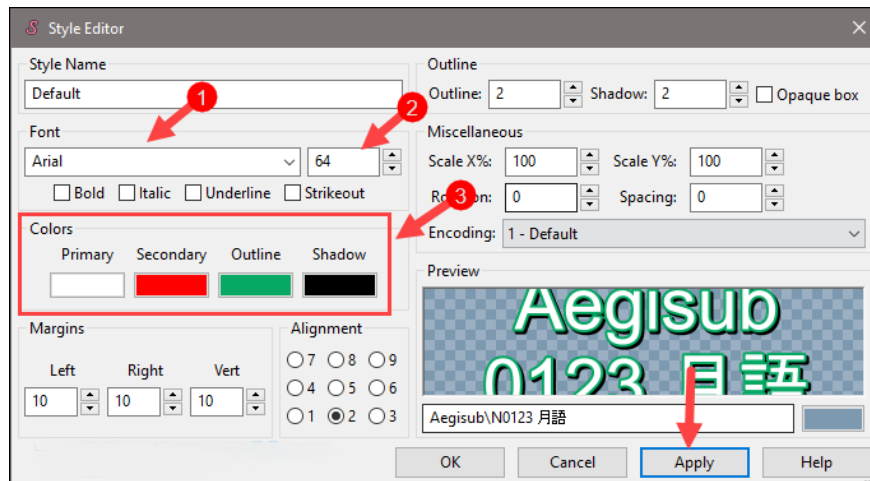 Style Editor
Style Name
Default
1
Font
Arial
64
2
Bold Italic Underline Strikeout
Colors
3
Primary Secondary Outline Shadow
Margins
Left Right Vert
10 10 10
Alignment
7 8 9
4 5 6
1 2 3
Outline
Outline: 2 Shadow: 2 Opaque box
Miscellaneous
Scale X%: 100 Scale Y%: 100
0 Spacing: 0
Encoding: 1 - Default
Preview
Aegisub
0123 月語
Aegisub\N0123 月語
OK Cancel Apply Help